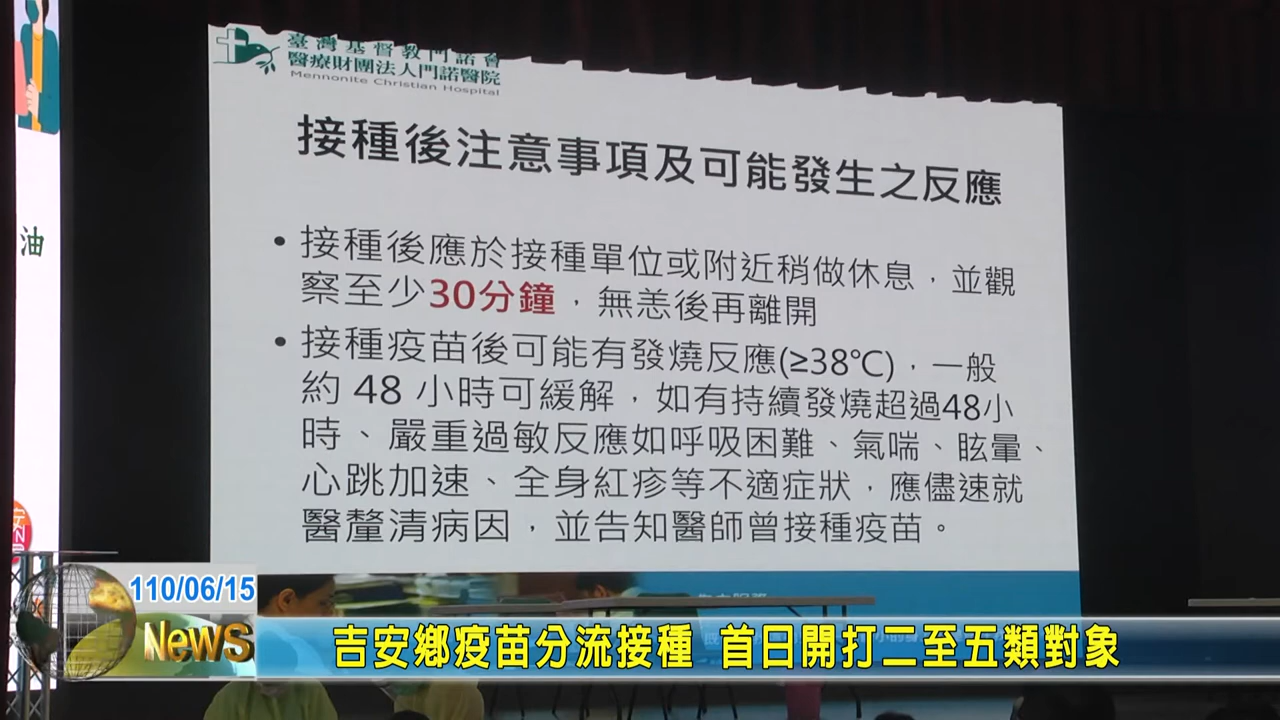 臺灣基督教門諾會
醫療財團法人門諾醫院
Mennonite Christian Hospital
接種後注意事項及可能發生之反應
• 接種後應於接種單位或附近稍做休息，並觀
察至少30分鐘，無恙後再離開
• 接種疫苗後可能有發燒反應(≥38℃)，一般
約 48 小時可緩解，如有持續發燒超過48小
時、嚴重過敏反應如呼吸困難、氣喘、眩暈、
心跳加速、全身紅疹等不適症狀，應儘速就
醫釐清病因，並告知醫師曾接種疫苗。
油
110/06/15
NewS
吉安鄉疫苗分流接種 首日開打二至五類對象